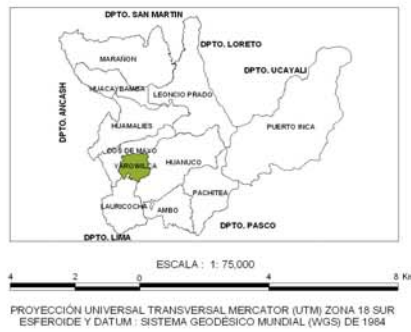 DPTO. SAN MARTIN
DPTO. LORETO
MARAÑON
DPTO. UCAYALI
HUACAYBAMBA
LEONCIO PRADO
DPTO. ANCASH
HUAMALIES
PUERTO INCA
DOS DE MAYO
YAROWILCA
HUANUCO
PACHITEA
LAURICOCHA
AMBO
DPTO. PASCO
DPTO. LIMA
ESCALA : 1: 75,000
4 2 0 4 8 Km
PROYECCIÓN UNIVERSAL TRANSVERSAL MERCATOR (UTM) ZONA 18 SUR
ESFEROIDE Y DATUM : SISTEMA GEODÉSICO MUNDIAL (WGS) DE 1984